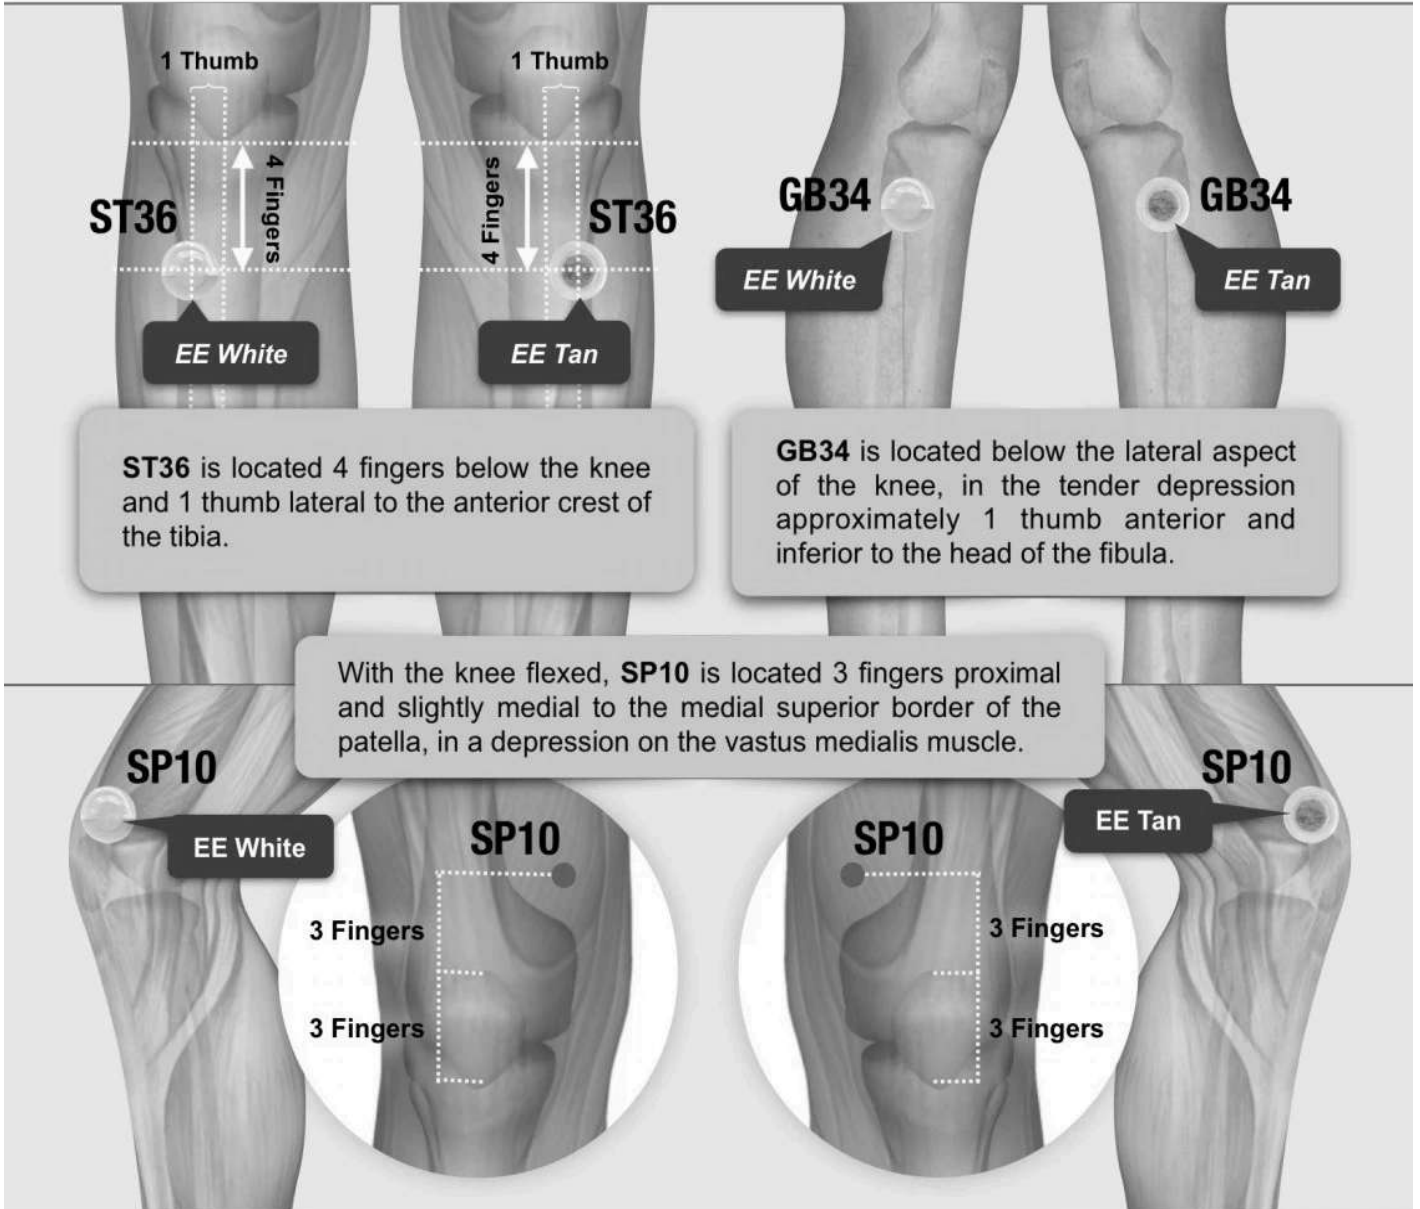 1 Thumb
4 Fingers
ST36
EE White
1 Thumb
4 Fingers
ST36
EE Tan
GB34
EE White
GB34
EE Tan
ST36 is located 4 fingers below the knee
and 1 thumb lateral to the anterior crest of
the tibia.
GB34 is located below the lateral aspect
of the knee, in the tender depression
approximately 1 thumb anterior and
inferior to the head of the fibula.
With the knee flexed, SP10 is located 3 fingers proximal
and slightly medial to the medial superior border of the
patella, in a depression on the vastus medialis muscle.
SP10
EE White
SP10
3 Fingers
3 Fingers
SP10
3 Fingers
3 Fingers
SP10
EE Tan